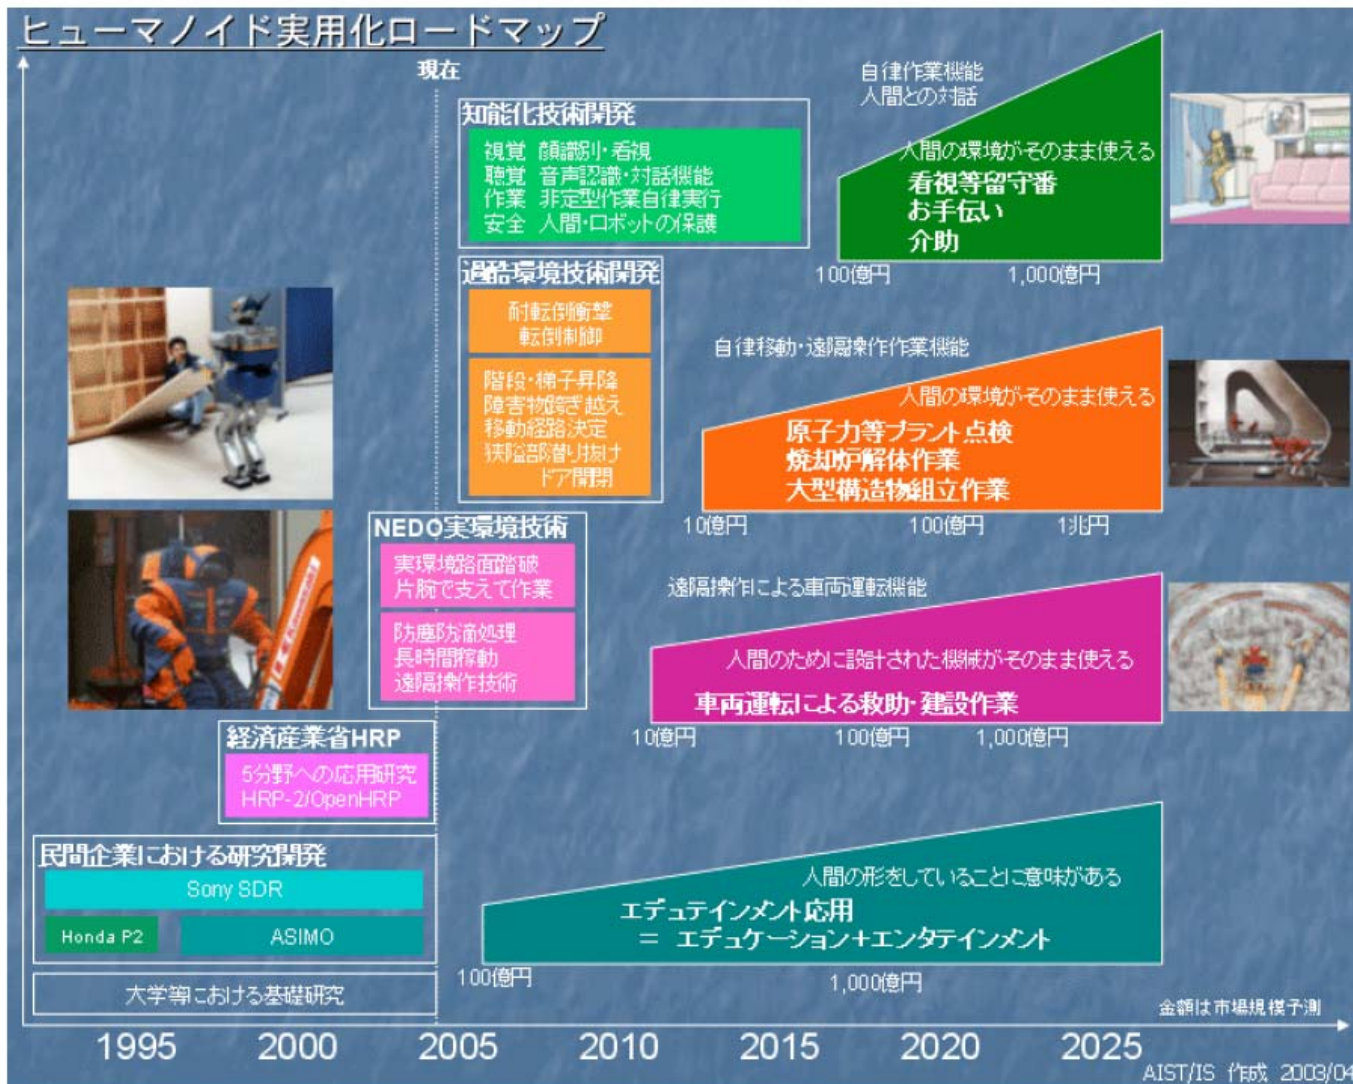 ヒューマノイド実用化ロードマップ
現在
知能化技術開発
視覚 顔識別・看視
聴覚 音声認識・対話機能
作業 非定型作業自律実行
安全 人間・ロボットの保護
自律作業機能
人間との対話
人間の環境がそのまま使える
看視等留守番
お手伝い
介助
100億円 1,000億円
過酷環境技術開発
耐転倒衝撃
転倒制御
階段・梯子昇降
障害物跨ぎ越え
移動経路決定
狭隘部潜り抜け
ドア開閉
自律移動・遠隔操作作業機能
人間の環境がそのまま使える
原子力等プラント点検
焼却炉解体作業
大型構造物組立作業
10億円 100億円 1兆円
NEDO実環境技術
実環境路面踏破
片腕で支えて作業
防塵防滴処理
長時間稼動
遠隔操作技術
遠隔操作による車両運転機能
人間のために設計された機械がそのまま使える
車両運転による救助・建設作業
10億円 100億円 1,000億円
経済産業省HRP
5分野への応用研究
HRP-2/OpenHRP
民間企業における研究開発
Sony SDR
Honda P2 ASIMO
大学等における基礎研究
人間の形をしていることに意味がある
エデュテインメント応用
= エデュケーション+エンタテインメント
100億円 1,000億円
金額は市場規模予測
1995 2000 2005 2010 2015 2020 2025
AIST/IS 作成 2003/04